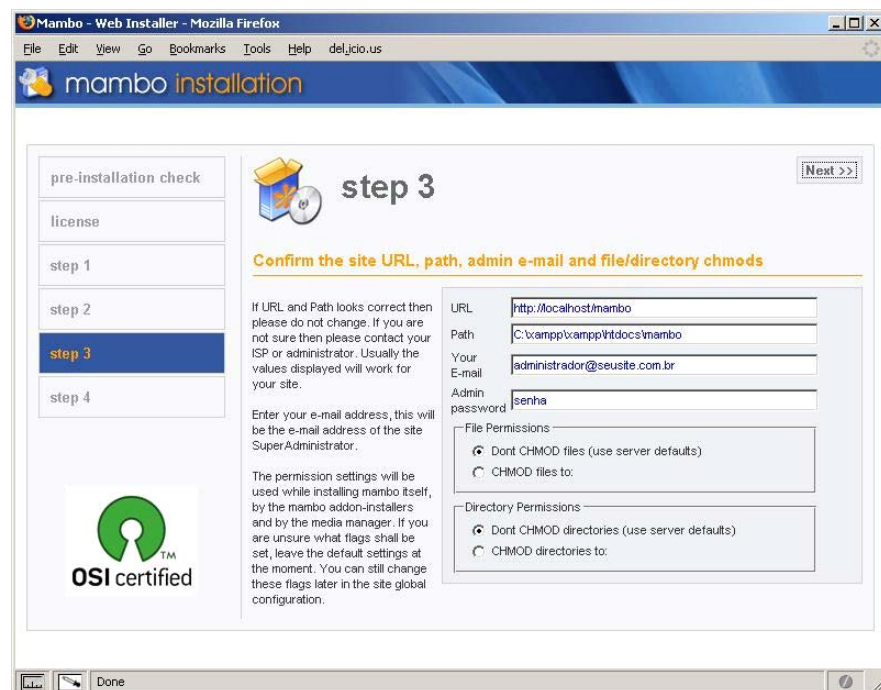 Mambo - Web Installer - Mozilla Firefox
File Edit View Go Bookmarks Tools Help del.icio.us
mambo installation
pre-installation check
license
step 1
step 2
step 3
step 4
OSI certified
TM
step 3
Next >>
Confirm the site URL, path, admin e-mail and file/directory chmods
If URL and Path looks correct then
please do not change. If you are
not sure then please contact your
ISP or administrator. Usually the
values displayed will work for
your site.
Enter your e-mail address, this will
be the e-mail address of the site
SuperAdministrator.
The permission settings will be
used while installing mambo itself,
by the mambo addon-installers
and by the media manager. If you
are unsure what flags shall be
set, leave the default settings at
the moment. You can still change
these flags later in the site global
configuration.
URL http://localhost/mambo
Path C:\xampp\xampp\htdocs\mambo
Your
E-mail administrador@seusite.com.br
Admin
password senha
File Permissions
Dont CHMOD files (use server defaults)
CHMOD files to:
Directory Permissions
Dont CHMOD directories (use server defaults)
CHMOD directories to:
Done